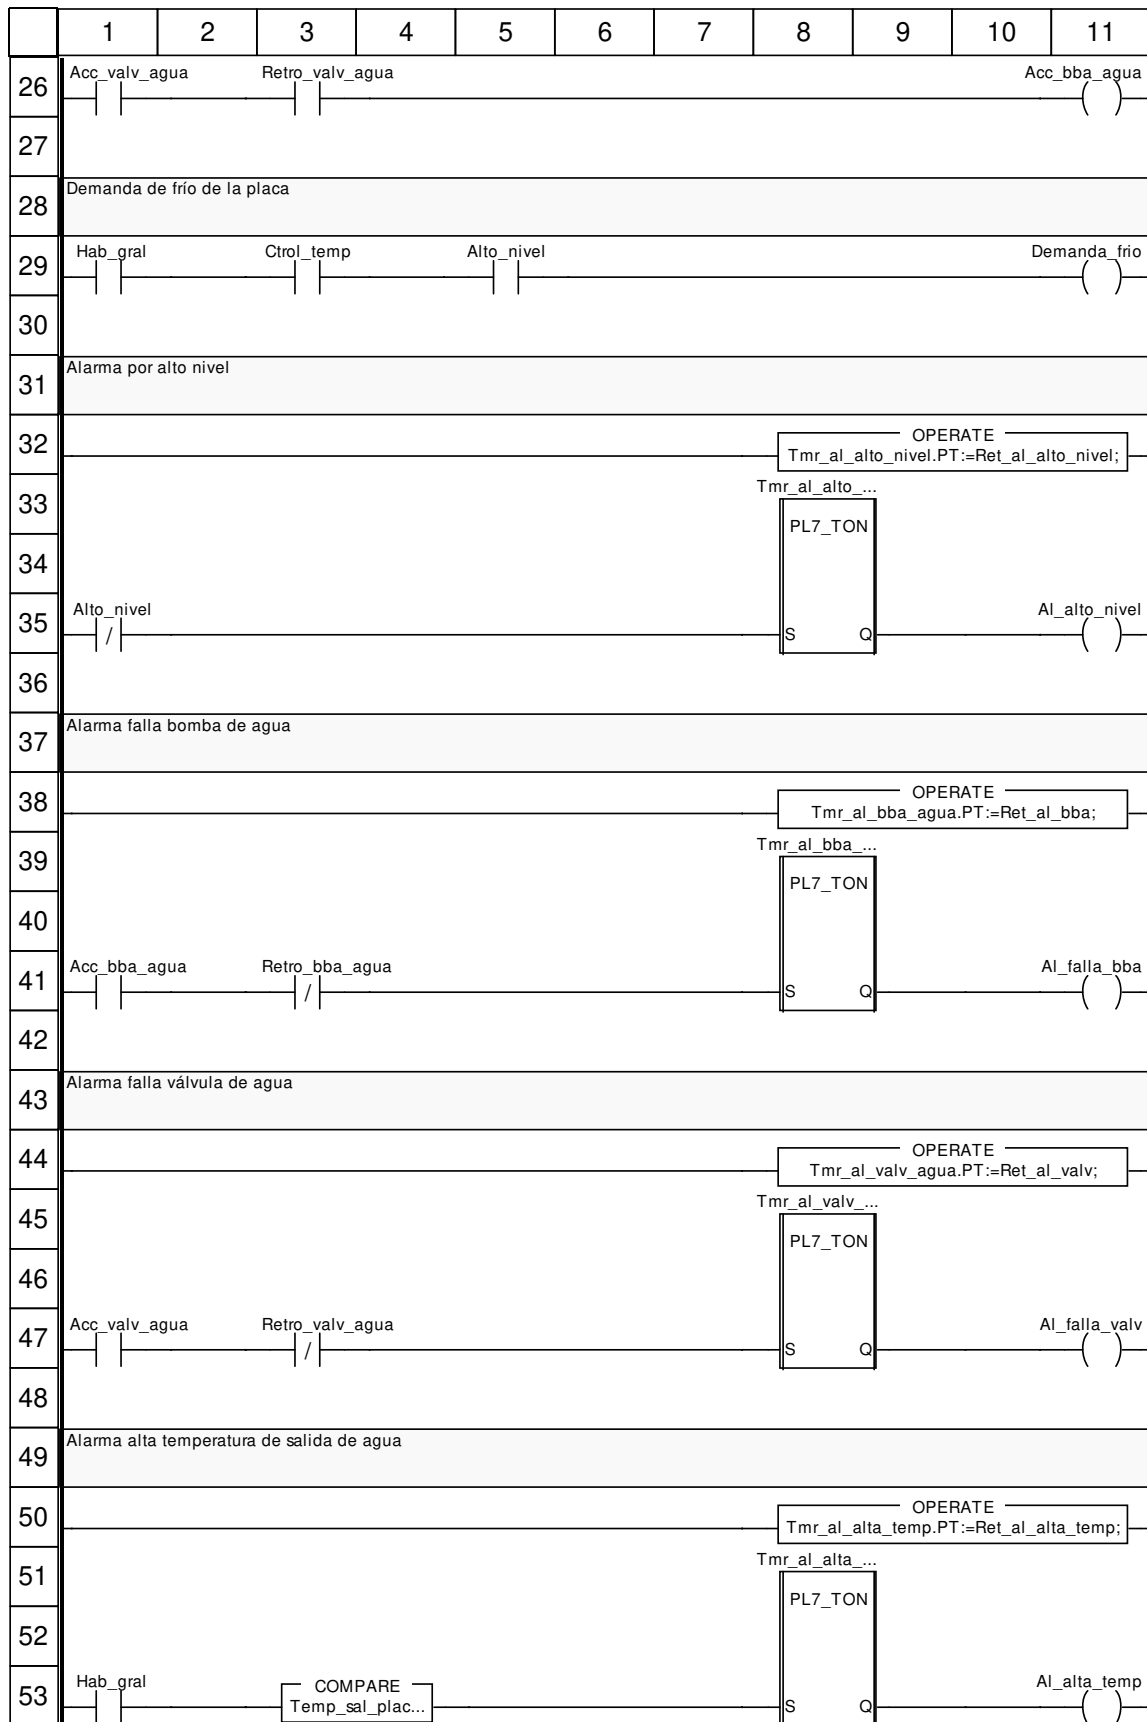 1 2 3 4 5 6 7 8 9 10 11
26 Acc_valv_agua Retro_valv_agua Acc_bba_agua
27
28 Demanda de frío de la placa
29 Hab_gral Ctrol_temp Alto_nivel Demanda_frio
30
31 Alarma por alto nivel
32 OPERATE
Tmr_al_alto_nivel.PT:=Ret_al_alto_nivel;
33 Tmr_al_alto_...
PL7_TON
34
35 Alto_nivel Al_alto_nivel
/ S Q
36
37 Alarma falla bomba de agua
38 OPERATE
Tmr_al_bba_agua.PT:=Ret_al_bba;
39 Tmr_al_bba_...
PL7_TON
40
41 Acc_bba_agua Retro_bba_agua Al_falla_bba
/ S Q
42
43 Alarma falla válvula de agua
44 OPERATE
Tmr_al_valv_agua.PT:=Ret_al_valv;
45 Tmr_al_valv_...
PL7_TON
46
47 Acc_valv_agua Retro_valv_agua Al_falla_valv
/ S Q
48
49 Alarma alta temperatura de salida de agua
50 OPERATE
Tmr_al_alta_temp.PT:=Ret_al_alta_temp;
51 Tmr_al_alta_...
PL7_TON
52
53 Hab_gral COMPARE Al_alta_temp
Temp_sal_plac... S Q